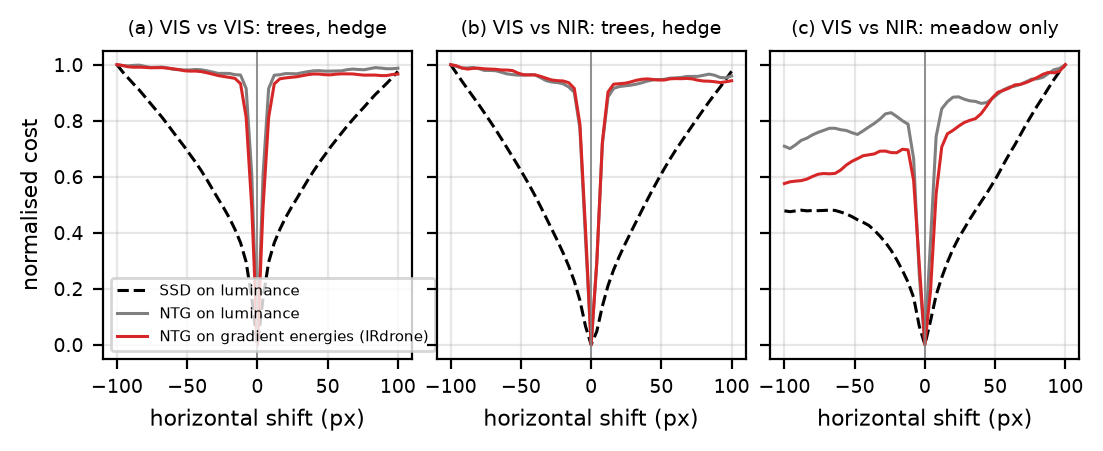 (a) VIS vs VIS: trees, hedge
(b) VIS vs NIR: trees, hedge
(c) VIS vs NIR: meadow only
normalised cost
1.0
0.8
0.6
0.4
0.2
0.0
SSD on luminance
NTG on luminance
NTG on gradient energies (IRdrone)
−100 −50 0 50 100
−100 −50 0 50 100
−100 −50 0 50 100
horizontal shift (px)
horizontal shift (px)
horizontal shift (px)